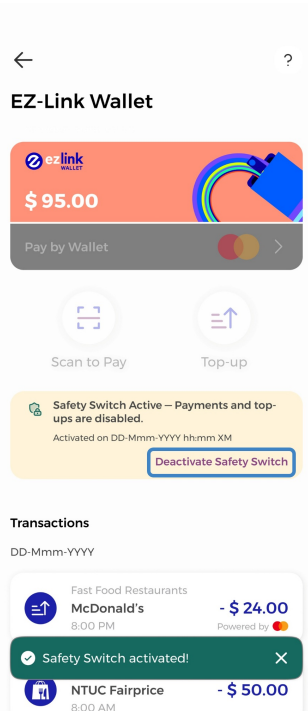 ?
EZ-Link Wallet
ezlink
WALLET
$ 95.00
Pay by Wallet
Scan to Pay
Top-up
Safety Switch Active – Payments and top-
ups are disabled.
Activated on DD-Mmm-YYYY hh:mm XM
Deactivate Safety Switch
Transactions
DD-Mmm-YYYY
Fast Food Restaurants
McDonald's
- $ 24.00
8:00 PM
Powered by
Safety Switch activated!
NTUC Fairprice
- $ 50.00
8:00 AM